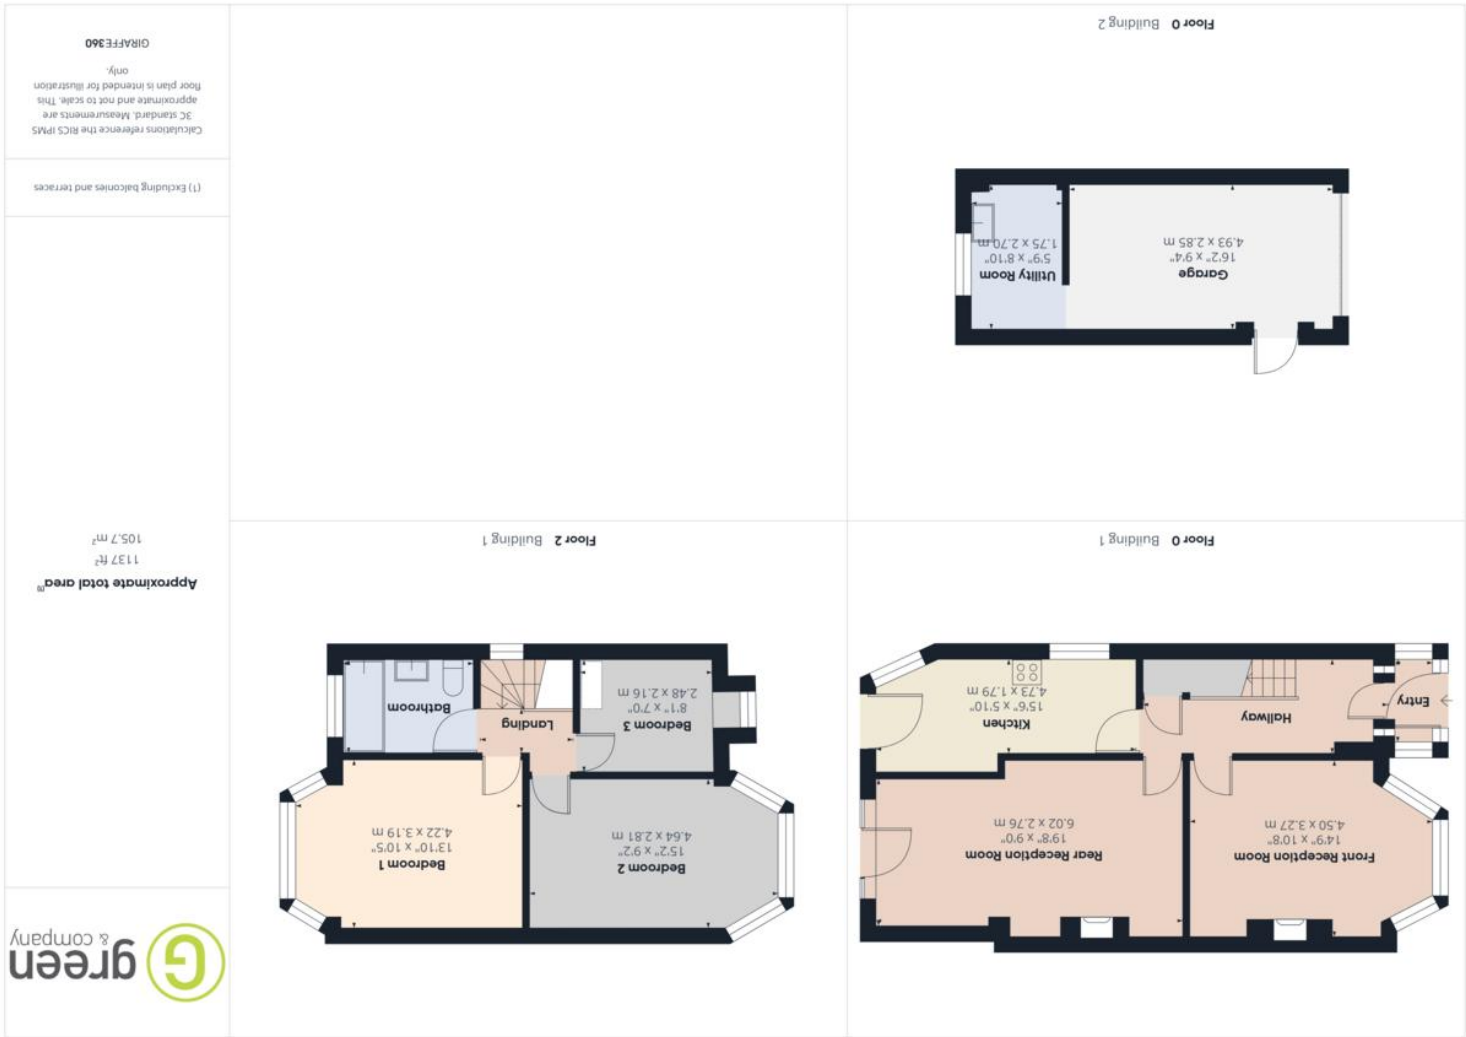 green
& company
Approximate total area⁽¹⁾
1137 ft²
105.7 m²
(1) Excluding balconies and terraces
Calculations reference the RICS IPMS
3C standard. Measurements are
approximate and not to scale. This
floor plan is intended for illustration
only.
GIRAFFE360
Front Reception Room
14'9" x 10'8"
4.50 x 3.27 m
Rear Reception Room
19'8" x 9'0"
6.02 x 2.76 m
Entry
Hallway
Kitchen
15'6" x 5'10"
4.73 x 1.79 m
Floor 0 Building 1
Bedroom 2
15'2" x 9'2"
4.64 x 2.81 m
Bedroom 1
13'10" x 10'5"
4.22 x 3.19 m
Bedroom 3
8'1" x 7'0"
2.48 x 2.16 m
Landing
Bathroom
Floor 2 Building 1
Garage
16'2" x 9'4"
4.93 x 2.85 m
Utility Room
5'9" x 8'10"
1.75 x 2.70 m
Floor 0 Building 2